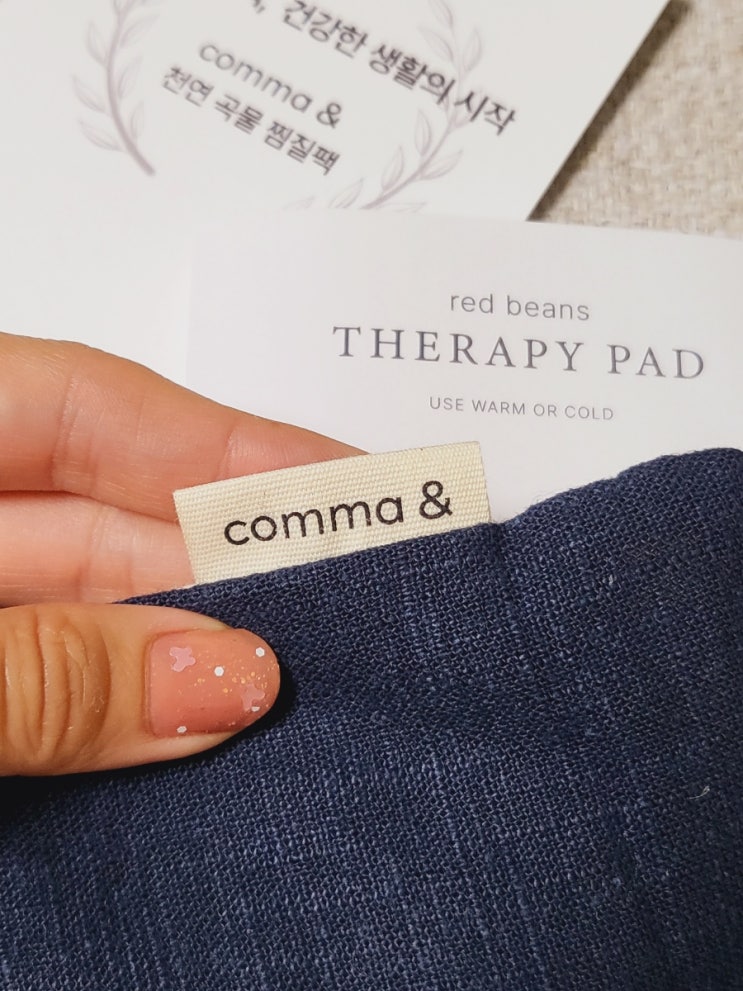 건강한 생활의 시작
comma &
천연 곡물 찜질팩
red beans
THERAPY PAD
USE WARM OR COLD
comma &